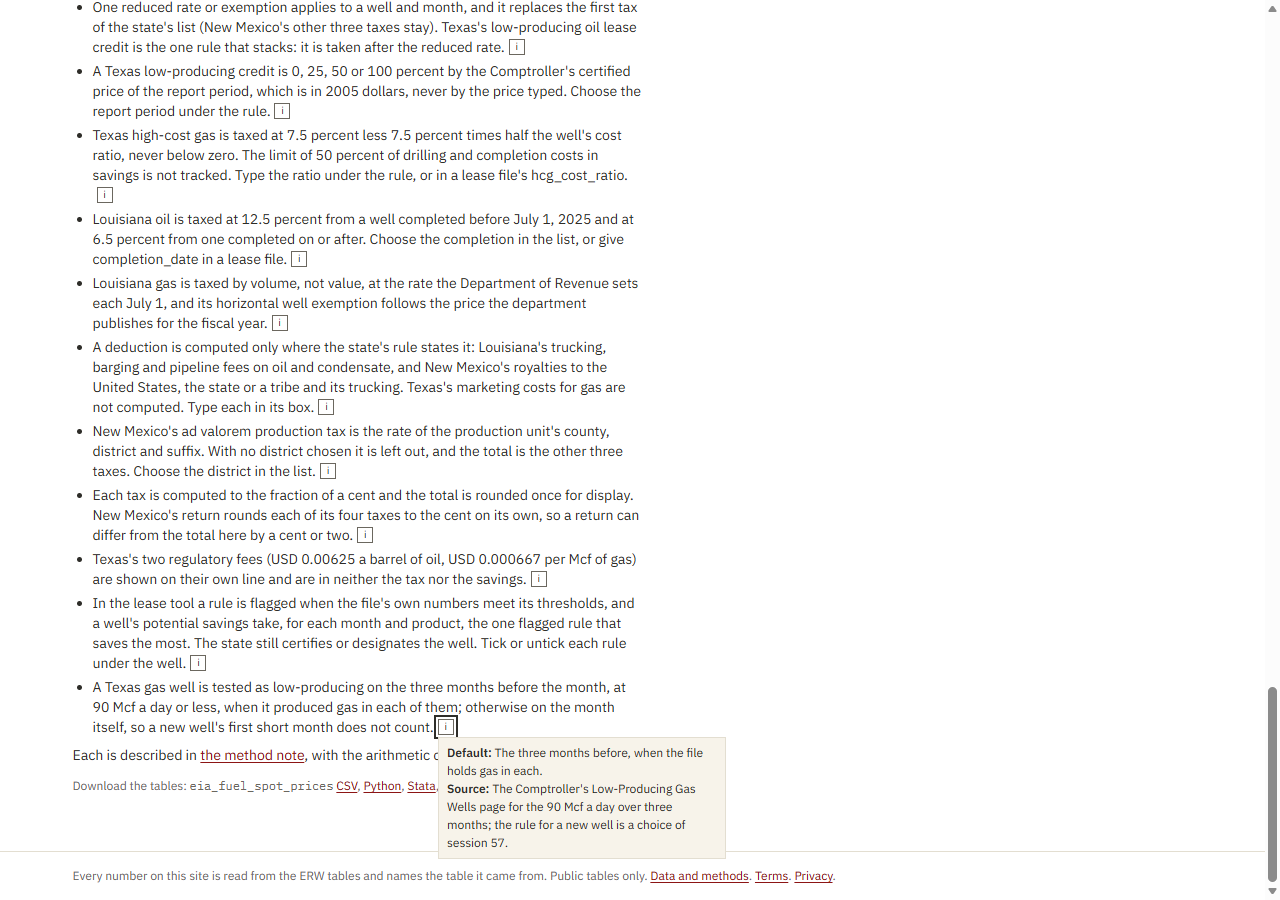 One reduced rate or exemption applies to a well and month, and it replaces the first tax
of the state's list (New Mexico's other three taxes stay). Texas's low-producing oil lease
credit is the one rule that stacks: it is taken after the reduced rate. i
A Texas low-producing credit is 0, 25, 50 or 100 percent by the Comptroller's certified
price of the report period, which is in 2005 dollars, never by the price typed. Choose the
report period under the rule. i
Texas high-cost gas is taxed at 7.5 percent less 7.5 percent times half the well's cost
ratio, never below zero. The limit of 50 percent of drilling and completion costs in
savings is not tracked. Type the ratio under the rule, or in a lease file's hcg_cost_ratio.
i
Louisiana oil is taxed at 12.5 percent from a well completed before July 1, 2025 and at
6.5 percent from one completed on or after. Choose the completion in the list, or give
completion_date in a lease file. i
Louisiana gas is taxed by volume, not value, at the rate the Department of Revenue sets
each July 1, and its horizontal well exemption follows the price the department
publishes for the fiscal year. i
A deduction is computed only where the state's rule states it: Louisiana's trucking,
barging and pipeline fees on oil and condensate, and New Mexico's royalties to the
United States, the state or a tribe and its trucking. Texas's marketing costs for gas are
not computed. Type each in its box. i
New Mexico's ad valorem production tax is the rate of the production unit's county,
district and suffix. With no district chosen it is left out, and the total is the other three
taxes. Choose the district in the list. i
Each tax is computed to the fraction of a cent and the total is rounded once for display.
New Mexico's return rounds each of its four taxes to the cent on its own, so a return can
differ from the total here by a cent or two. i
Texas's two regulatory fees (USD 0.00625 a barrel of oil, USD 0.000667 per Mcf of gas)
are shown on their own line and are in neither the tax nor the savings. i
In the lease tool a rule is flagged when the file's own numbers meet its thresholds, and
a well's potential savings take, for each month and product, the one flagged rule that
saves the most. The state still certifies or designates the well. Tick or untick each rule
under the well. i
A Texas gas well is tested as low-producing on the three months before the month, at
90 Mcf a day or less, when it produced gas in each of them; otherwise on the month
itself, so a new well's first short month does not count. i
Each is described in the method note, with the arithmetic
Default: The three months before, when the file
holds gas in each.
Source: The Comptroller's Low-Producing Gas
Wells page for the 90 Mcf a day over three
months; the rule for a new well is a choice of
session 57.
Download the tables: eia_fuel_spot_prices CSV, Python, Stata,
Every number on this site is read from the ERW tables and names the table it came from. Public tables only. Data and methods. Terms. Privacy.